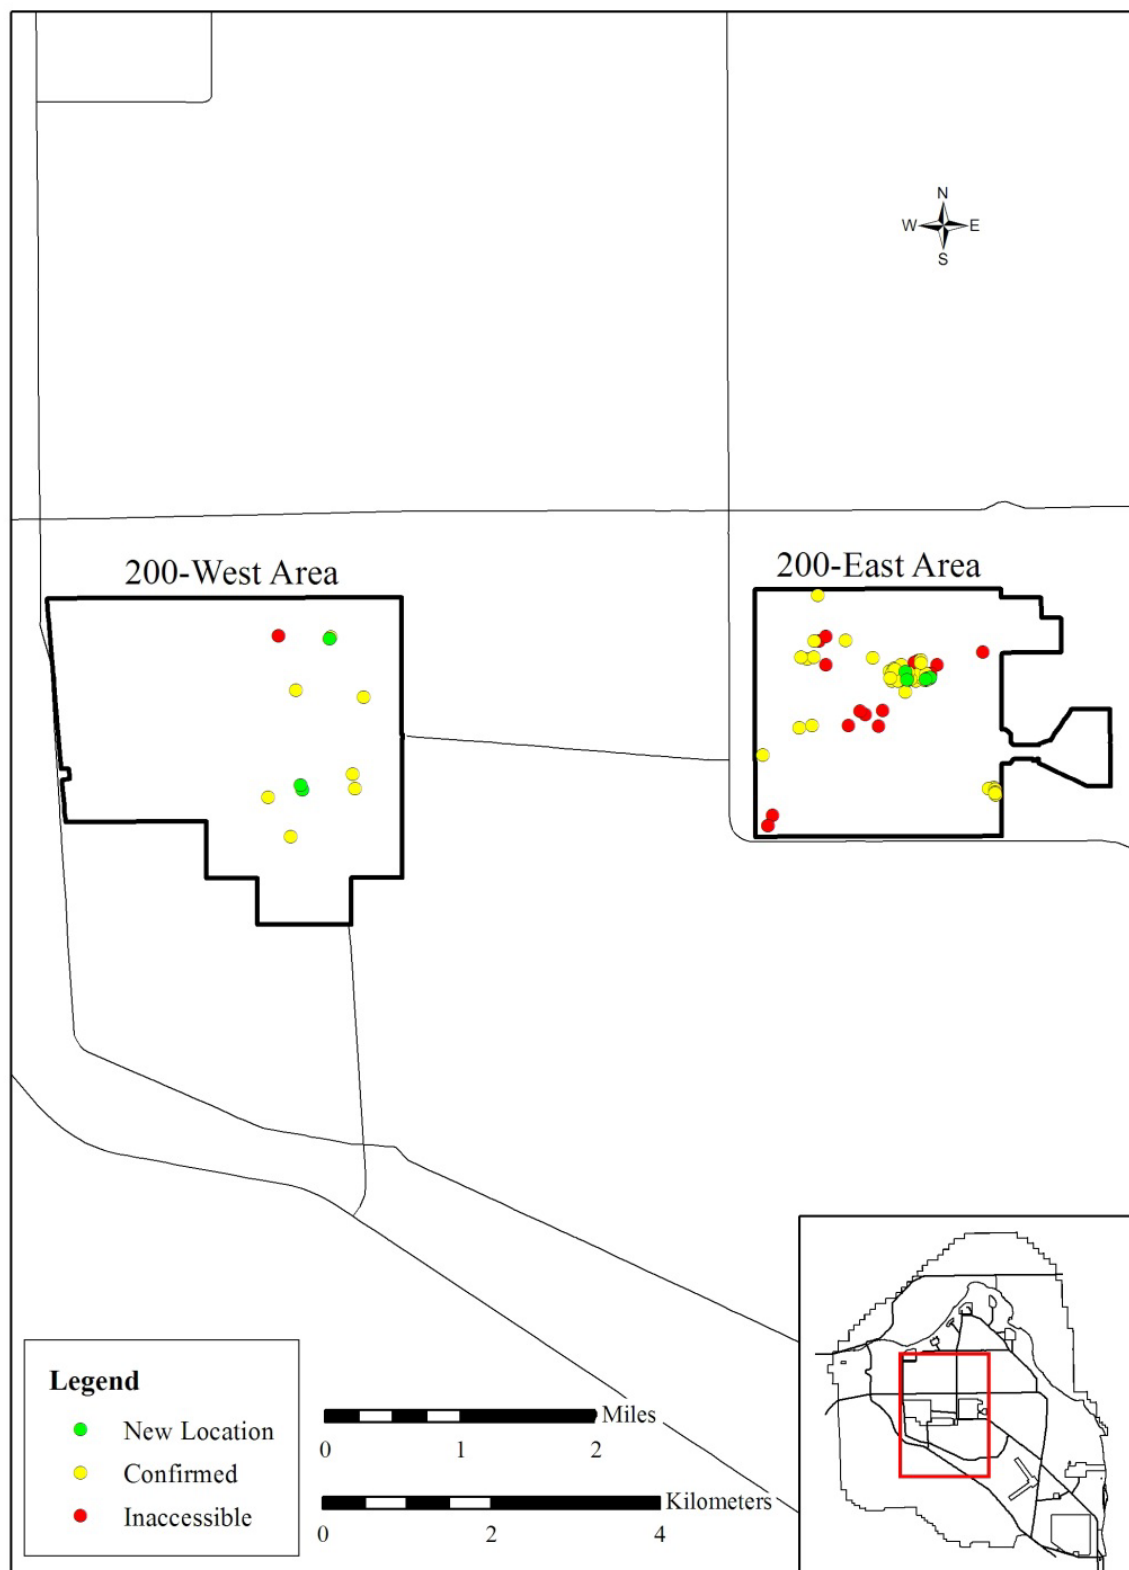 N
W E
S
200-West Area
200-East Area
Legend
New Location
Confirmed
Inaccessible
Miles
0 1 2
Kilometers
0 2 4